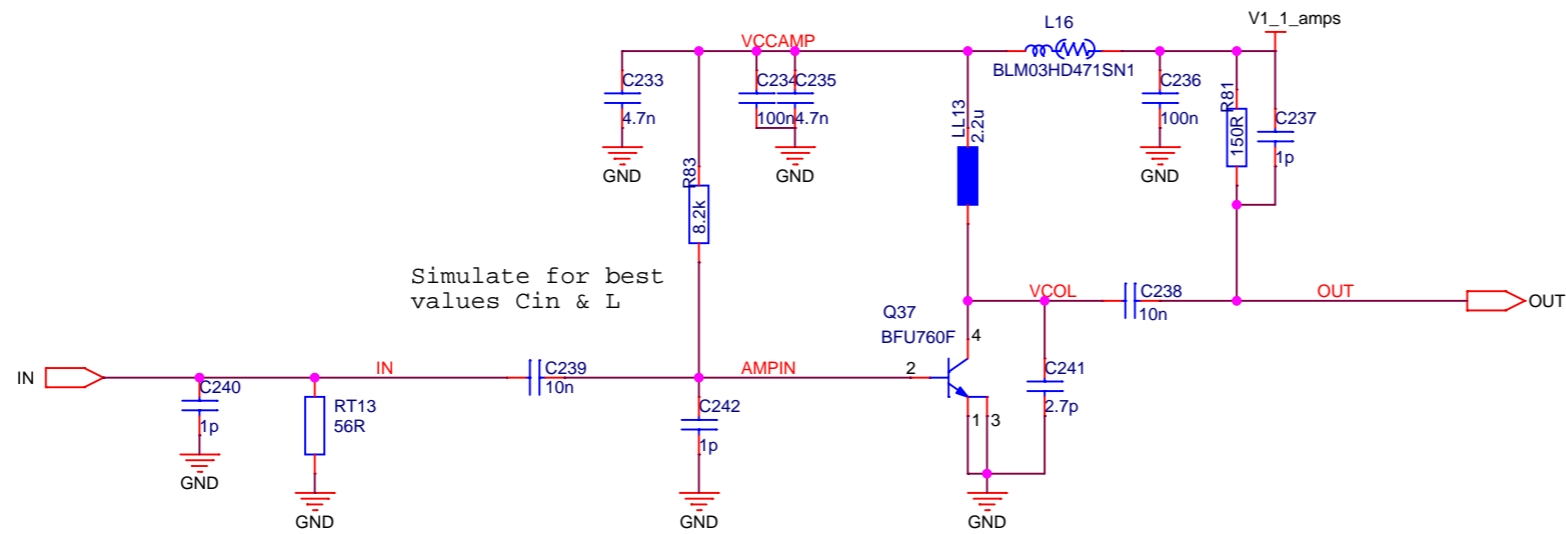 V1_1_amps
L16
VCCAMP
BLM03HD471SN1
C233
4.7n
C234
100n
C235
4.7n
LL13
2.2u
C236
100n
R81
150R
C237
1p
GND
GND
GND
R83
8.2k
Simulate for best
values Cin & L
VCOL
C238
10n
OUT
OUT
Q37
BFU760F
4
IN
IN
C239
10n
AMPIN
2
C241
2.7p
C240
1p
RT13
56R
C242
1p
1
3
GND
GND
GND
GND